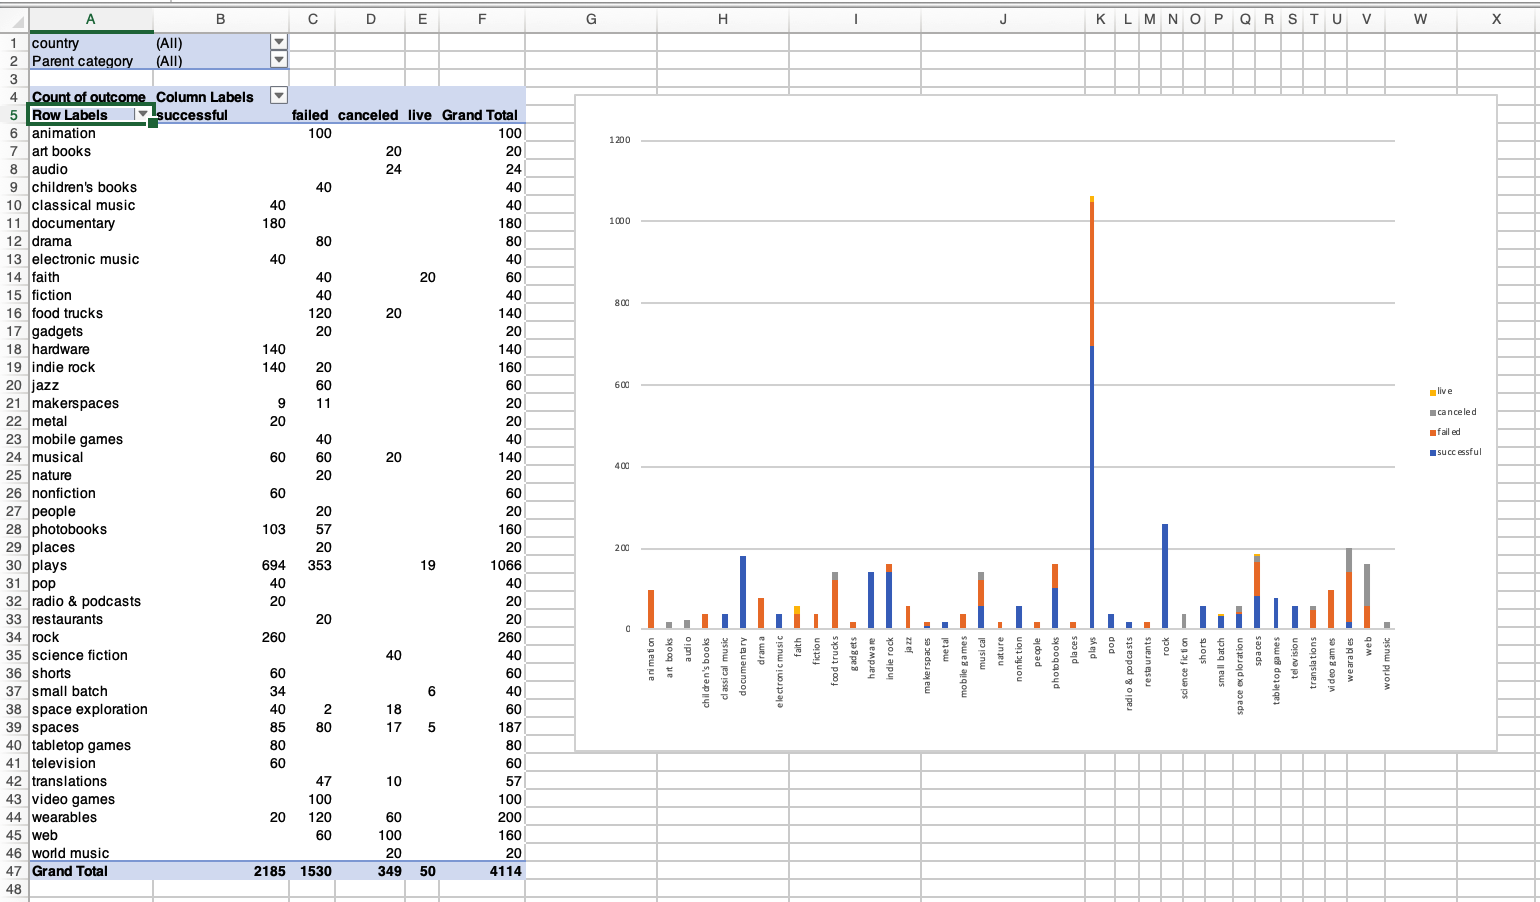 A B C D E F G H I J K L M N O P Q R S T U V W X
1 country (All)
2 Parent category (All)
3
4 Count of outcome Column Labels
5 Row Labels successful failed canceled live Grand Total
6 animation 100 100
7 art books 20 20
8 audio 24 24
9 children's books 40 40
10 classical music 40 40
11 documentary 180 180
12 drama 80 80
13 electronic music 40 40
14 faith 40 20 60
15 fiction 40 40
16 food trucks 120 20 140
17 gadgets 20 20
18 hardware 140 140
19 indie rock 140 20 160
20 jazz 60 60
21 makerspaces 9 11 20
22 metal 20 20
23 mobile games 40 40
24 musical 60 60 20 140
25 nature 20 20
26 nonfiction 60 60
27 people 20 20
28 photobooks 103 57 160
29 places 20 20
30 plays 694 353 19 1066
31 pop 40 40
32 radio & podcasts 20 20
33 restaurants 20 20
34 rock 260 260
35 science fiction 40 40
36 shorts 60 60
37 small batch 34 6 40
38 space exploration 40 2 18 60
39 spaces 85 80 17 5 187
40 tabletop games 80 80
41 television 60 60
42 translations 47 10 57
43 video games 100 100
44 wearables 20 120 60 200
45 web 60 100 160
46 world music 20 20
47 Grand Total 2185 1530 349 50 4114
48
1200
1000
800
600
400
200
0
animation
art books
audio
children's books
classical music
documentary
drama
electronic music
faith
fiction
food trucks
gadgets
hardware
indie rock
jazz
makerspaces
metal
mobile games
musical
nature
nonfiction
people
photobooks
places
plays
pop
radio & podcasts
restaurants
rock
science fiction
shorts
small batch
space exploration
spaces
tabletop games
television
translations
video games
wearables
web
world music
live
canceled
failed
successful